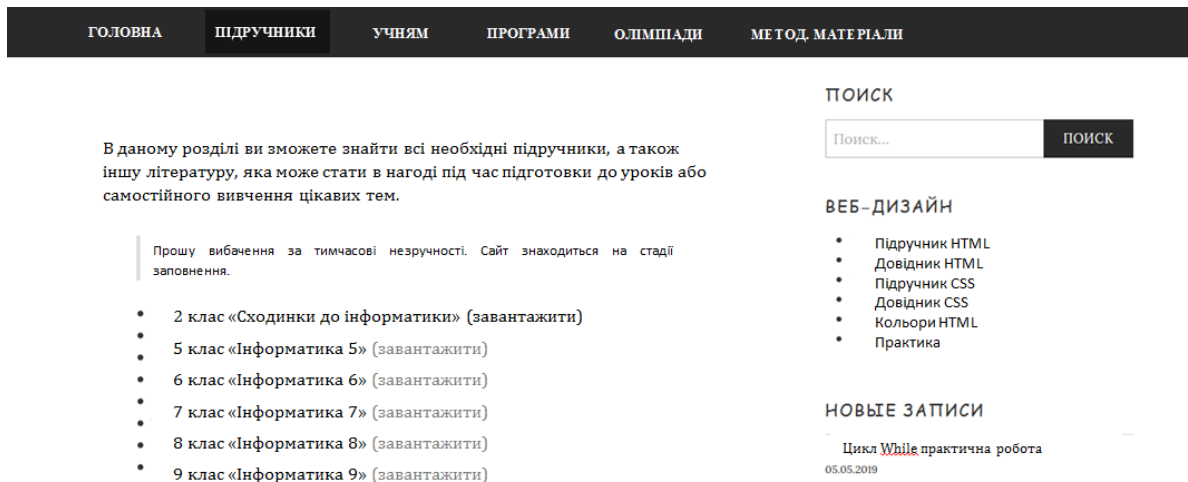 ГОЛОВНА
ПІДРУЧНИКИ
УЧНЯМ
ПРОГРАМИ
ОЛІМПІАДИ
МЕТОД. МАТЕРІАЛИ
В даному розділі ви зможете знайти всі необхідні підручники, а також
іншу літературу, яка може стати в нагоді під час підготовки до уроків або
самостійного вивчення цікавих тем.
Прошу вибачення за тимчасові незручності. Сайт знаходиться на стадії
заповнення.
2 клас «Сходинки до інформатики» (завантажити)
5 клас «Інформатика 5» (завантажити)
6 клас «Інформатика 6» (завантажити)
7 клас «Інформатика 7» (завантажити)
8 клас «Інформатика 8» (завантажити)
9 клас «Інформатика 9» (завантажити)
ПОИСК
Поиск...
ПОИСК
ВЕБ-ДИЗАЙН
Підручник HTML
Довідник HTML
Підручник CSS
Довідник CSS
Кольори HTML
Практика
НОВЫЕ ЗАПИСИ
Цикл While практична робота
05.05.2019